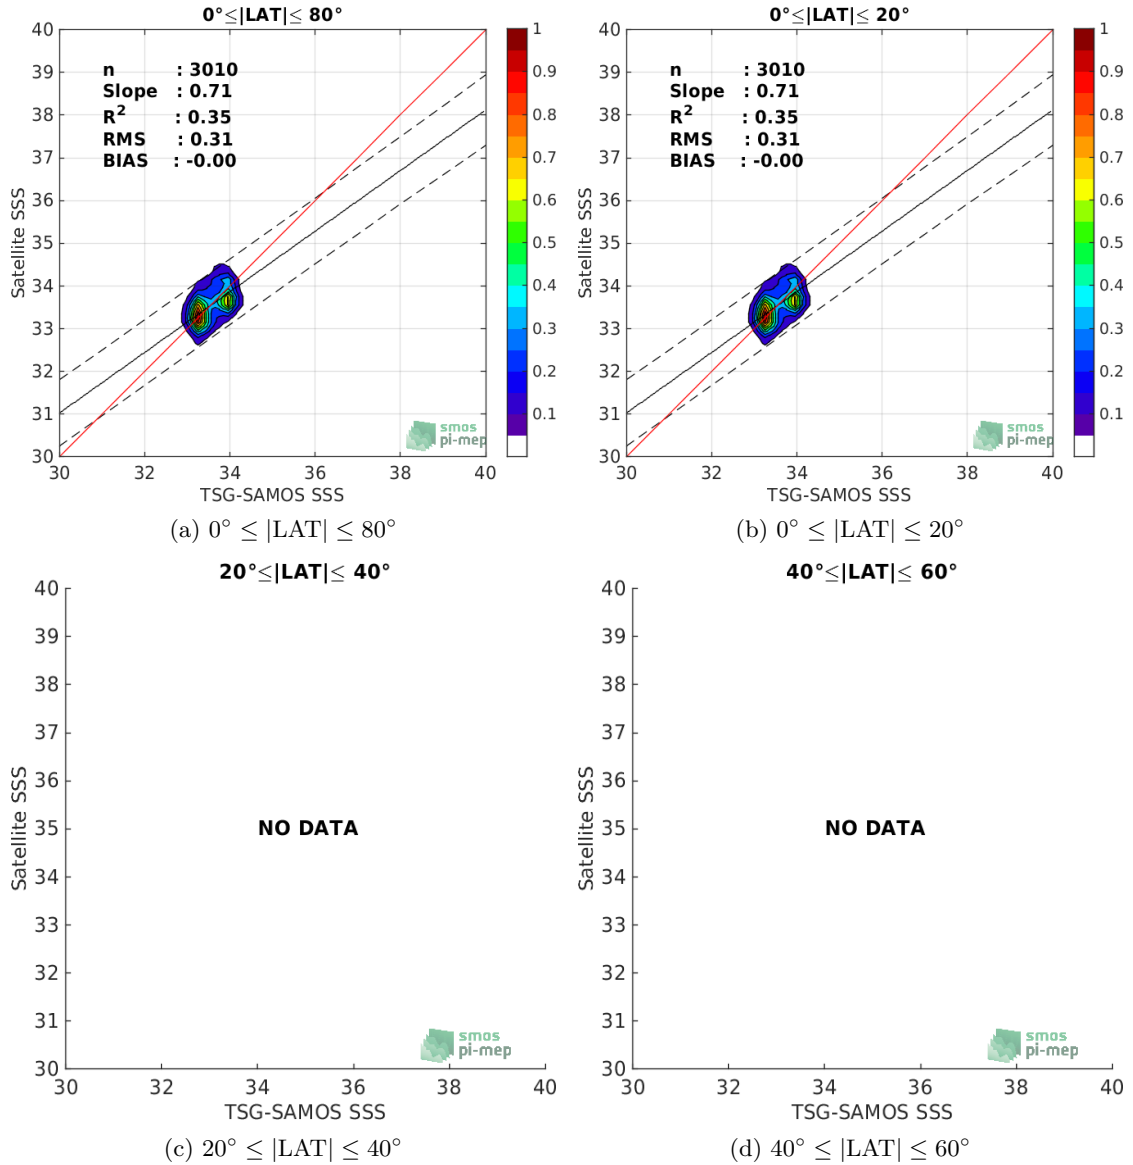 0°≤|LAT|≤ 80°
40
39
38
37
36
35
34
33
32
31
30
n : 3010
Slope : 0.71
R² : 0.35
RMS : 0.31
BIAS : -0.00
1
0.9
0.8
0.7
0.6
0.5
0.4
0.3
0.2
0.1
Satellite SSS
smos
pi-mep
30 32 34 36 38 40
TSG-SAMOS SSS
(a) 0° ≤ |LAT| ≤ 80°
0°≤|LAT|≤ 20°
40
39
38
37
36
35
34
33
32
31
30
n : 3010
Slope : 0.71
R² : 0.35
RMS : 0.31
BIAS : -0.00
1
0.9
0.8
0.7
0.6
0.5
0.4
0.3
0.2
0.1
Satellite SSS
smos
pi-mep
30 32 34 36 38 40
TSG-SAMOS SSS
(b) 0° ≤ |LAT| ≤ 20°
20°≤|LAT|≤ 40°
40
39
38
37
36
35
34
33
32
31
30
Satellite SSS
NO DATA
smos
pi-mep
30 32 34 36 38 40
TSG-SAMOS SSS
(c) 20° ≤ |LAT| ≤ 40°
40°≤|LAT|≤ 60°
40
39
38
37
36
35
34
33
32
31
30
Satellite SSS
NO DATA
smos
pi-mep
30 32 34 36 38 40
TSG-SAMOS SSS
(d) 40° ≤ |LAT| ≤ 60°